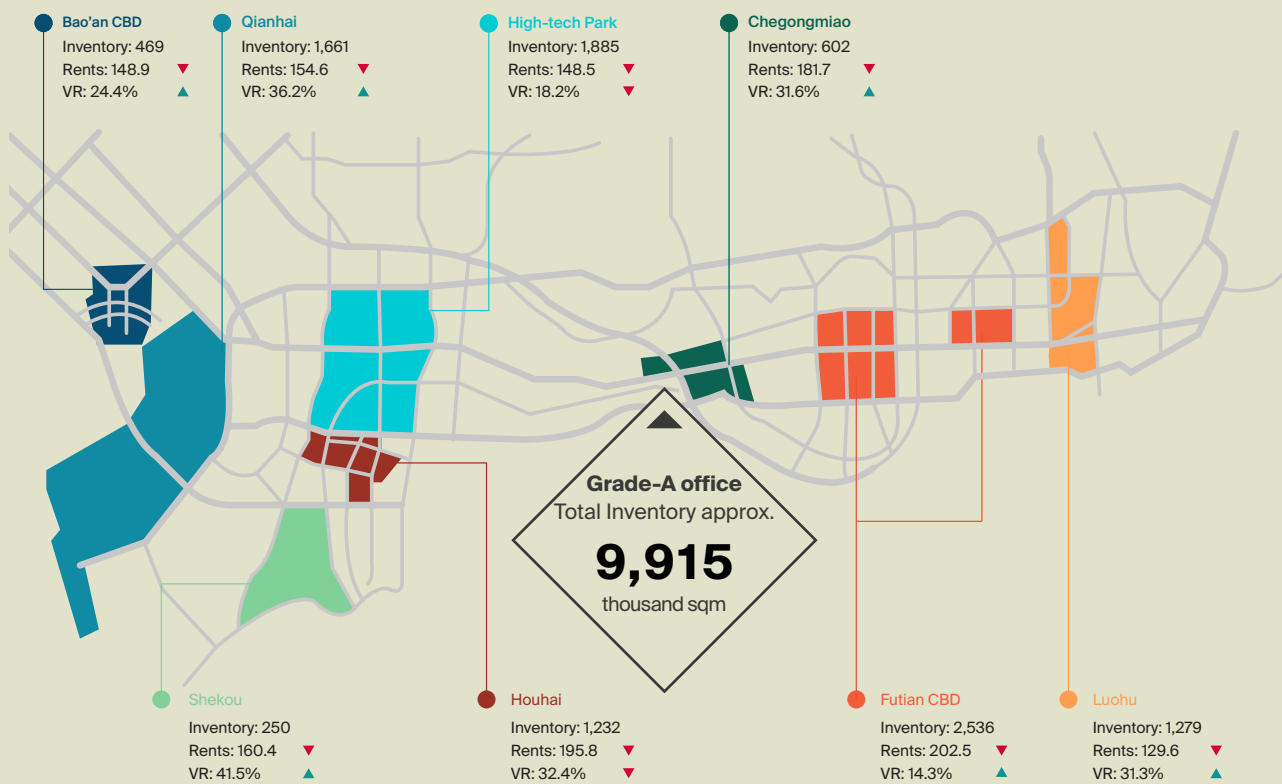 Bao'an CBD
Inventory: 469
Rents: 148.9 ▼
VR: 24.4% ▲
Qianhai
Inventory: 1,661
Rents: 154.6 ▼
VR: 36.2% ▲
High-tech Park
Inventory: 1,885
Rents: 148.5 ▼
VR: 18.2% ▼
Chegongmiao
Inventory: 602
Rents: 181.7 ▼
VR: 31.6% ▲
Grade-A office
Total Inventory approx.
9,915
thousand sqm
Shekou
Inventory: 250
Rents: 160.4 ▼
VR: 41.5% ▲
Houhai
Inventory: 1,232
Rents: 195.8 ▼
VR: 32.4% ▼
Futian CBD
Inventory: 2,536
Rents: 202.5 ▼
VR: 14.3% ▲
Luohu
Inventory: 1,279
Rents: 129.6 ▼
VR: 31.3% ▲